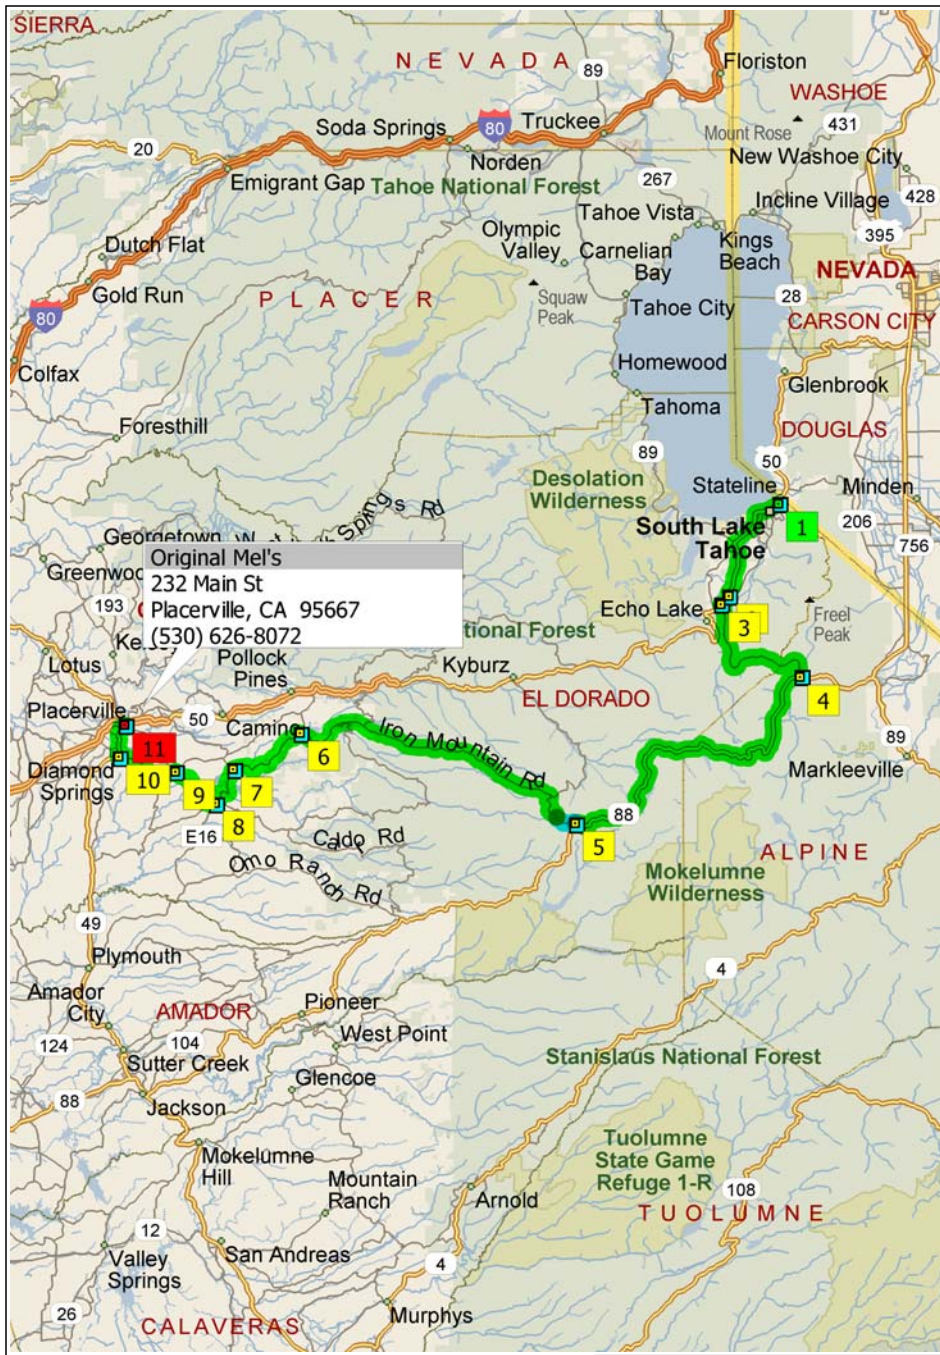 SIERRA
NEVADA
89
Floriston
WASHOE
Soda Springs
80
Truckee
Mount Rose
431
20
Norden
New Washoe City
Emigrant Gap
Tahoe National Forest
267
Incline Village
428
Tahoe Vista
Olympic
Valley
Carnelian
Bay
Kings
Beach
395
Dutch Flat
NEVADA
Gold Run
PLACER
Squaw
Peak
Tahoe City
28
80
CARSON CITY
Colfax
Homewood
Glenbrook
Tahoma
Foresthill
DOUGLAS
89
50
Desolation
Wilderness
Stateline
Minden
Springs Rd
South Lake
Tahoe
1
206
Georgetown
756
Original Mel's
232 Main St
Placerville, CA 95667
(530) 626-8072
Greenwoo
193
Echo Lake
3
Freel
Peak
tional Forest
Lotus
Pollock
Pines
Kyburz
EL DORADO
4
Placerville
50
Camino
Iron Mountain Rd
11
6
89
Markleeville
Diamond
Springs
10
9
7
8
88
5
E16
Caldo Rd
Omo Ranch Rd
ALPINE
Mokelumne
Wilderness
49
Plymouth
4
Amador
City
AMADOR
Pioneer
124
104
West Point
Sutter Creek
Stanislaus National Forest
Glencoe
88
Jackson
Mokelumne
Hill
Tuolumne
State Game
Refuge 1-R
Mountain
Ranch
Arnold
108
TUOLUMNE
12
San Andreas
Valley
Springs
4
26
Murphys
CALAVERAS